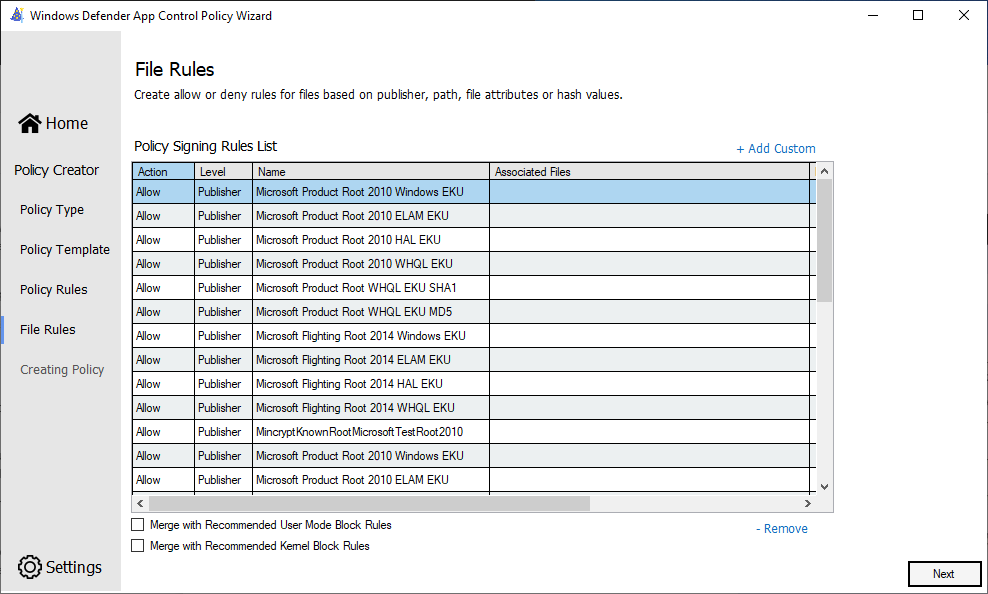 Windows Defender App Control Policy Wizard
Home
Policy Creator
Policy Type
Policy Template
Policy Rules
File Rules
Creating Policy
Settings
File Rules
Create allow or deny rules for files based on publisher, path, file attributes or hash values.
Policy Signing Rules List
+ Add Custom
Action Level Name Associated Files
Allow Publisher Microsoft Product Root 2010 Windows EKU
Allow Publisher Microsoft Product Root 2010 ELAM EKU
Allow Publisher Microsoft Product Root 2010 HAL EKU
Allow Publisher Microsoft Product Root 2010 WHQL EKU
Allow Publisher Microsoft Product Root WHQL EKU SHA1
Allow Publisher Microsoft Product Root WHQL EKU MD5
Allow Publisher Microsoft Flighting Root 2014 Windows EKU
Allow Publisher Microsoft Flighting Root 2014 ELAM EKU
Allow Publisher Microsoft Flighting Root 2014 HAL EKU
Allow Publisher Microsoft Flighting Root 2014 WHQL EKU
Allow Publisher MincryptKnownRootMicrosoftTestRoot2010
Allow Publisher Microsoft Product Root 2010 Windows EKU
Allow Publisher Microsoft Product Root 2010 ELAM EKU
Merge with Recommended User Mode Block Rules
- Remove
Merge with Recommended Kernel Block Rules
Next